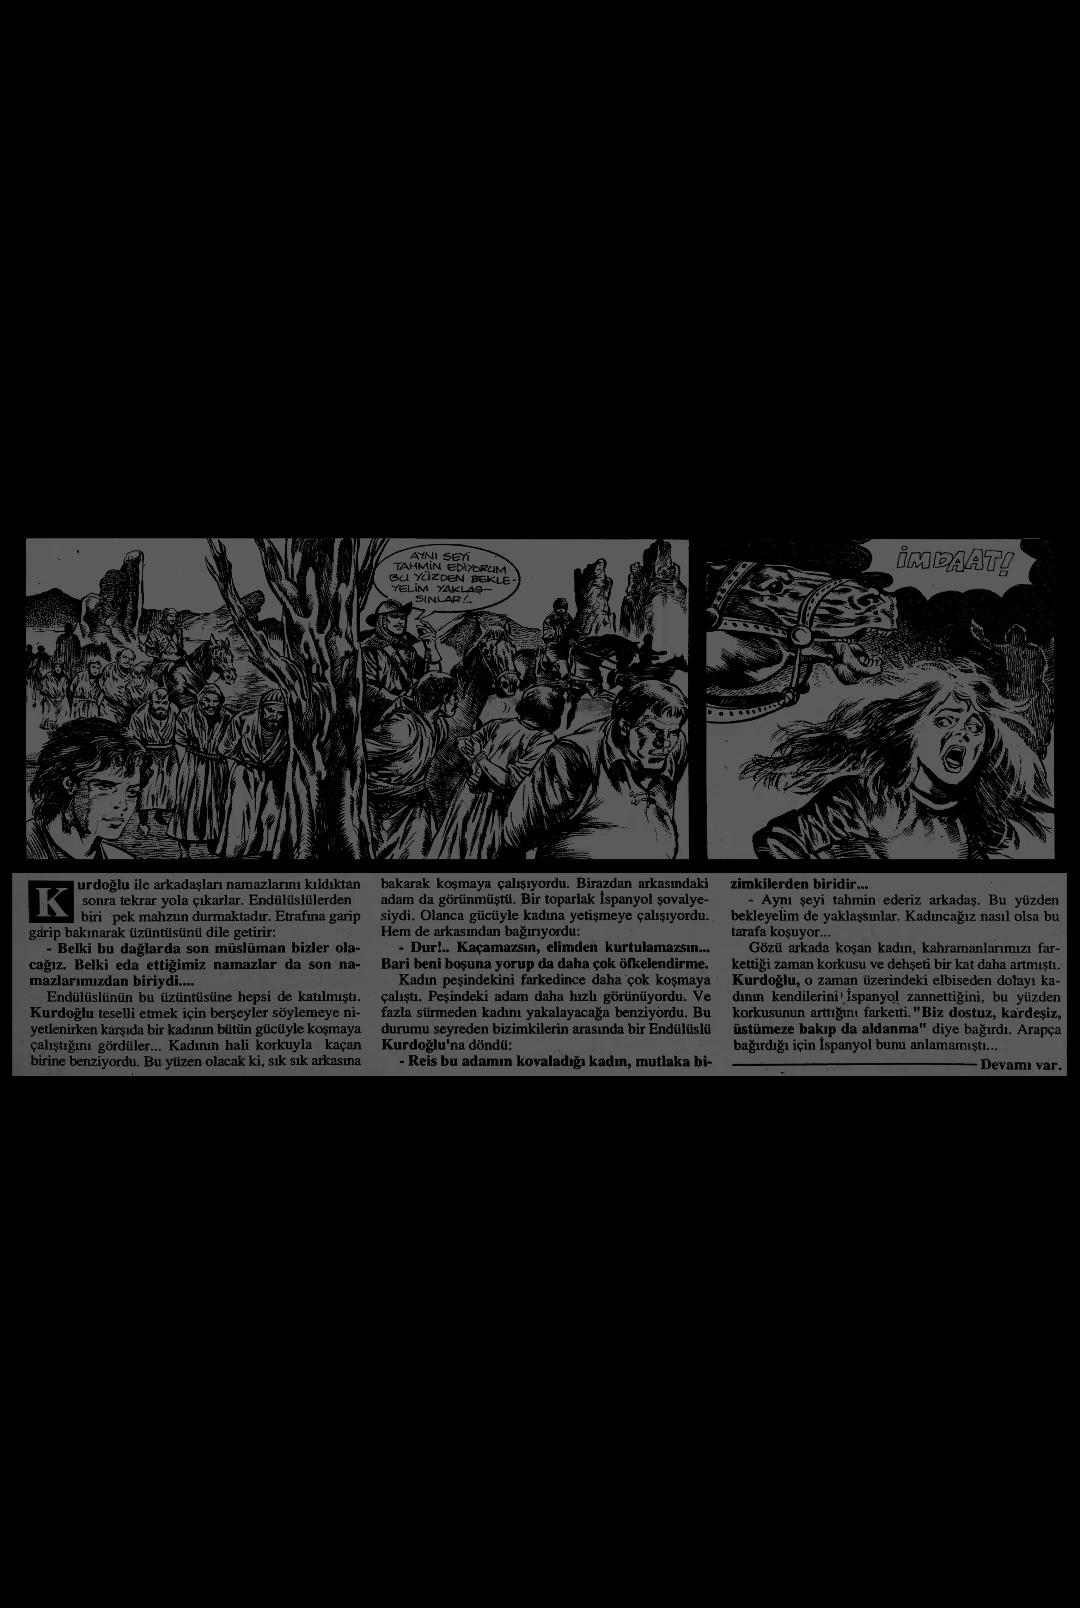 AYNI ŞEYİ
TAHMİN EDİYORUM
BU YÜZDEN BEKLE-
YELİM YAKLAŞ-
SINLAR!..
İMDAAT!
Kurdoğlu ile arkadaşları namazlarını kıldıktan
sonra tekrar yola çıkarlar. Endülüslülerden
biri pek mahzun durmaktadır. Etrafına garip
garip bakınarak üzüntüsünü dile getirir:
- Belki bu dağlarda son müslüman bizler ola-
cağız. Belki eda ettiğimiz namazlar da son na-
mazlarımızdan biriydi....
Endülüslünün bu üzüntüsüne hepsi de katılmıştı.
Kurdoğlu teselli etmek için berşeyler söylemeye ni-
yetlenirken karşıda bir kadının bütün gücüyle koşmaya
çalıştığını gördüler... Kadının hali korkuyla kaçan
birine benziyordu. Bu yüzen olacak ki, sık sık arkasına
bakarak koşmaya çalışıyordu. Birazdan arkasındaki
adam da görünmüştü. Bir toparlak İspanyol şovalye-
siydi. Olanca gücüyle kadına yetişmeye çalışıyordu.
Hem de arkasından bağırıyordu:
- Dur!.. Kaçamazsın, elimden kurtulamazsın...
Bari beni boşuna yorup da daha çok öfkelendirme.
Kadın peşindekini farkedince daha çok koşmaya
çalıştı. Peşindeki adam daha hızlı görünüyordu. Ve
fazla sürmeden kadını yakalayacağa benziyordu. Bu
durumu seyreden bizimkilerin arasında bir Endülüslü
Kurdoğlu'na döndü:
- Reis bu adamın kovaladığı kadın, mutlaka bi-
zimkilerden biridir...
- Aynı şeyi tahmin ederiz arkadaş. Bu yüzden
bekleyelim de yaklaşsınlar. Kadıncağız nasıl olsa bu
tarafa koşuyor...
Gözü arkada koşan kadın, kahramanlarımızı far-
kettiği zaman korkusu ve dehşeti bir kat daha artmıştı.
Kurdoğlu, o zaman üzerindeki elbiseden dolayı ka-
dının kendilerini İspanyol zannettiğini, bu yüzden
korkusunun arttığını farketti. "Biz dostuz, kardeşiz,
üstümeze bakıp da aldanma" diye bağırdı. Arapça
bağırdığı için İspanyol bunu anlamamıştı...
Devamı var.